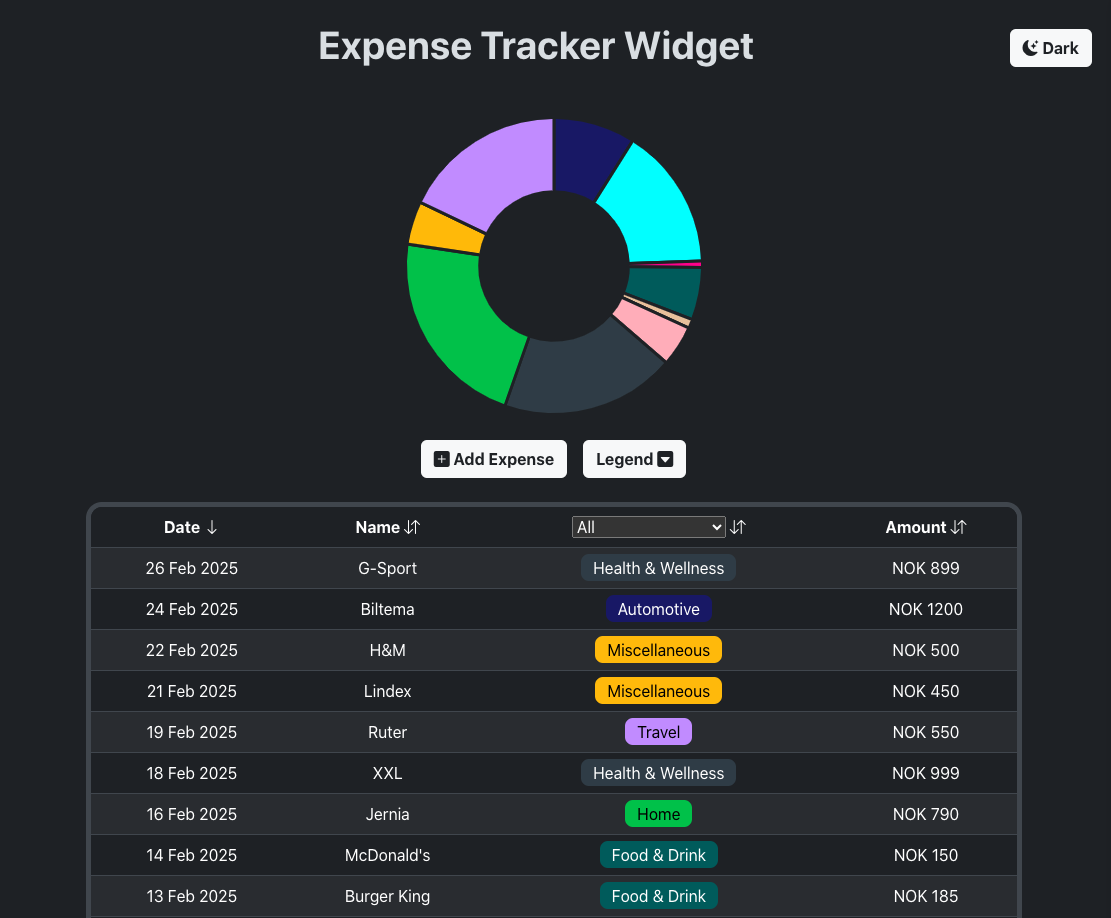 Expense Tracker Widget
Dark
Add Expense
Legend
Date Name All Amount
26 Feb 2025 G-Sport Health & Wellness NOK 899
24 Feb 2025 Biltema Automotive NOK 1200
22 Feb 2025 H&M Miscellaneous NOK 500
21 Feb 2025 Lindex Miscellaneous NOK 450
19 Feb 2025 Ruter Travel NOK 550
18 Feb 2025 XXL Health & Wellness NOK 999
16 Feb 2025 Jernia Home NOK 790
14 Feb 2025 McDonald's Food & Drink NOK 150
13 Feb 2025 Burger King Food & Drink NOK 185